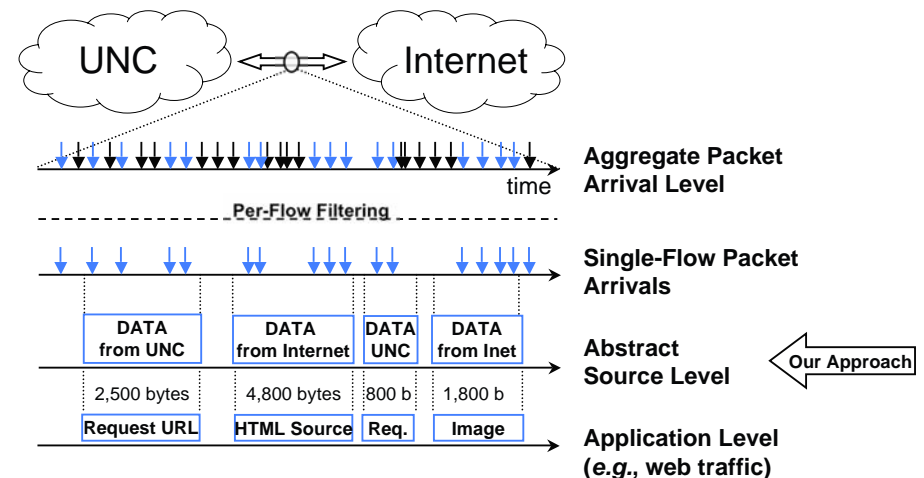 UNC
Internet
Aggregate Packet
Arrival Level
time
Per-Flow Filtering
Single-Flow Packet
Arrivals
DATA
from UNC
DATA
from Internet
DATA
UNC
DATA
from Inet
Abstract
Source Level
Our Approach
2,500 bytes
4,800 bytes
800 b
1,800 b
Request URL
HTML Source
Req.
Image
Application Level
(e.g., web traffic)